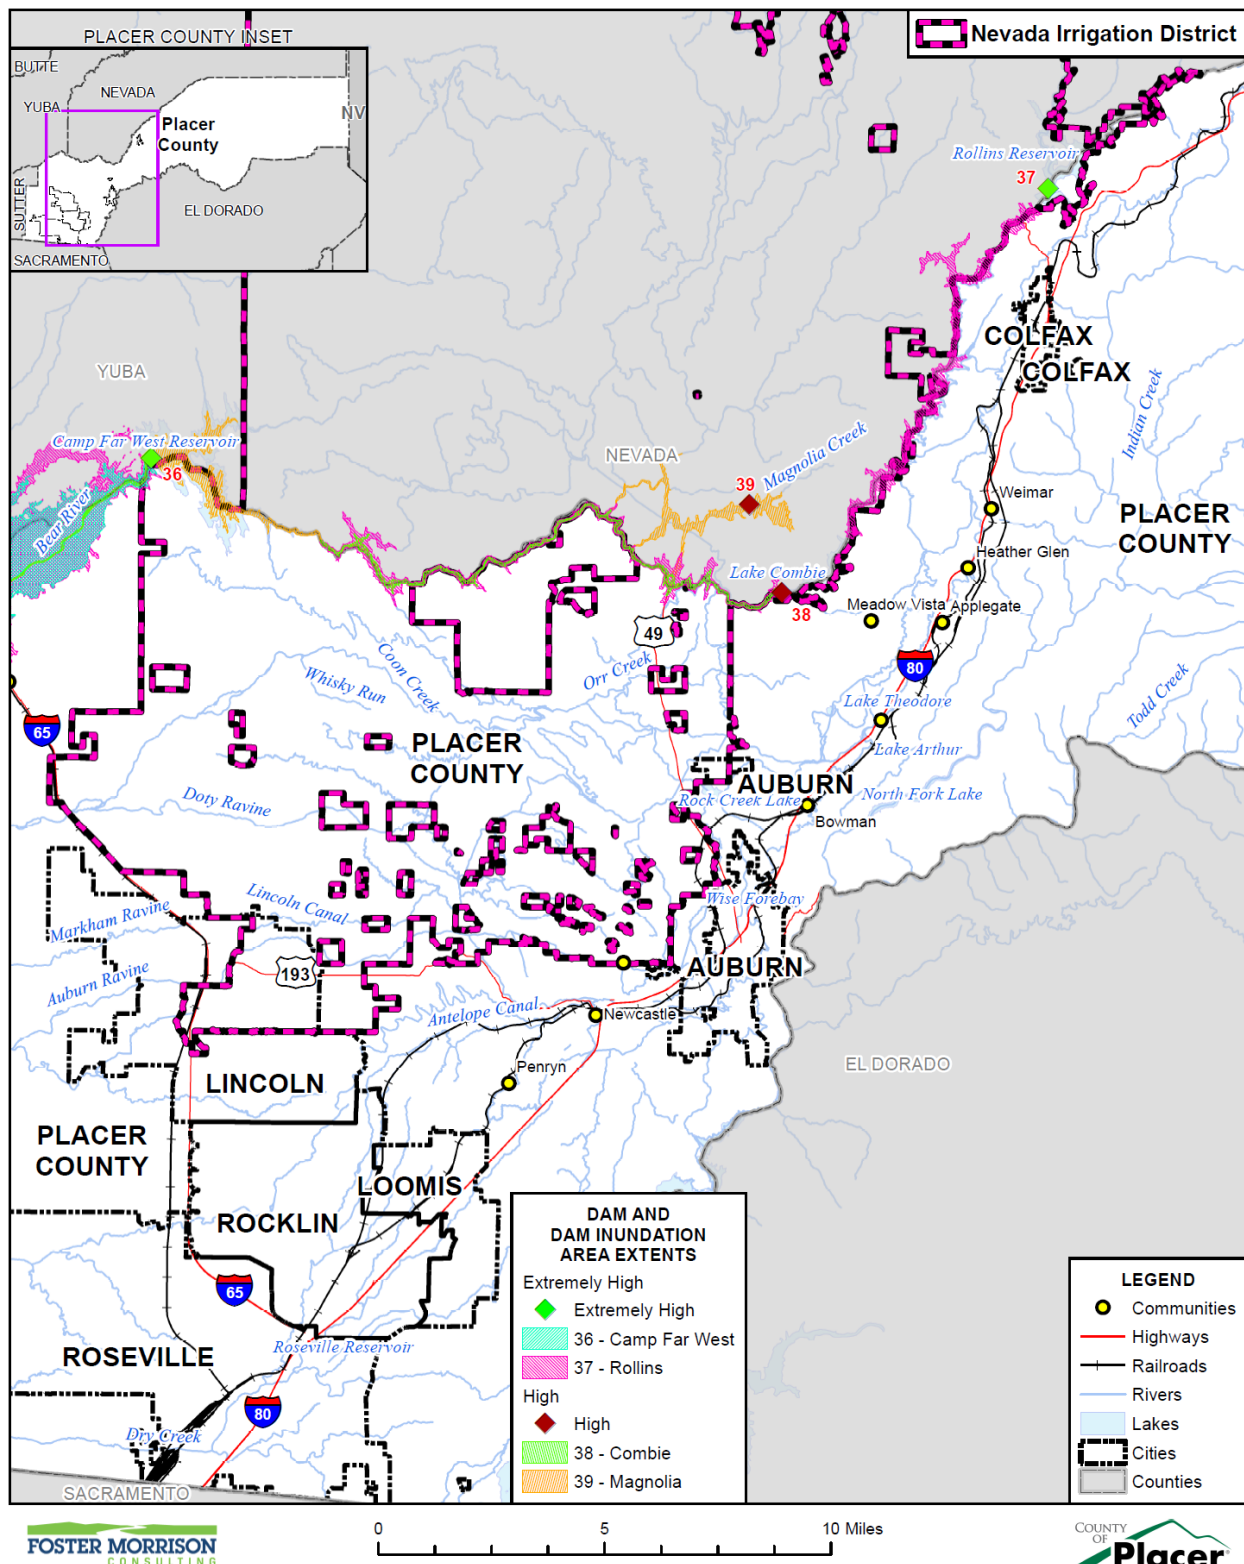 PLACER COUNTY INSET
BUTTE
NEVADA
YUBA
NV
Placer
County
SUTTER
EL DORADO
SACRAMENTO
Nevada Irrigation District
Rollins Reservoir
37
COLFAX
COLFAX
Indian Creek
YUBA
Camp Far West Reservoir
36
Bear River
NEVADA
Magnolia Creek
39
Weimar
PLACER
COUNTY
Heather Glen
Lake Combie
38
Meadow Vista
Applegate
49
80
Orr Creek
Coon Creek
Whisky Run
65
Lake Theodore
Todd Creek
Lake Arthur
PLACER
COUNTY
AUBURN
Rock Creek Lake
North Fork Lake
Bowman
Doty Ravine
Lincoln Canal
Wise Forebay
Markham Ravine
193
AUBURN
Auburn Ravine
Antelope Canal
Newcastle
EL DORADO
Penryn
LINCOLN
PLACER
COUNTY
LOOMIS
ROCKLIN
65
Roseville Reservoir
ROSEVILLE
80
Dry Creek
SACRAMENTO
DAM AND
DAM INUNDATION
AREA EXTENTS
Extremely High
Extremely High
36 - Camp Far West
37 - Rollins
High
High
38 - Combie
39 - Magnolia
LEGEND
Communities
Highways
Railroads
Rivers
Lakes
Cities
Counties
FOSTER MORRISON
CONSULTING
0 5 10 Miles
COUNTY
OF
Placer